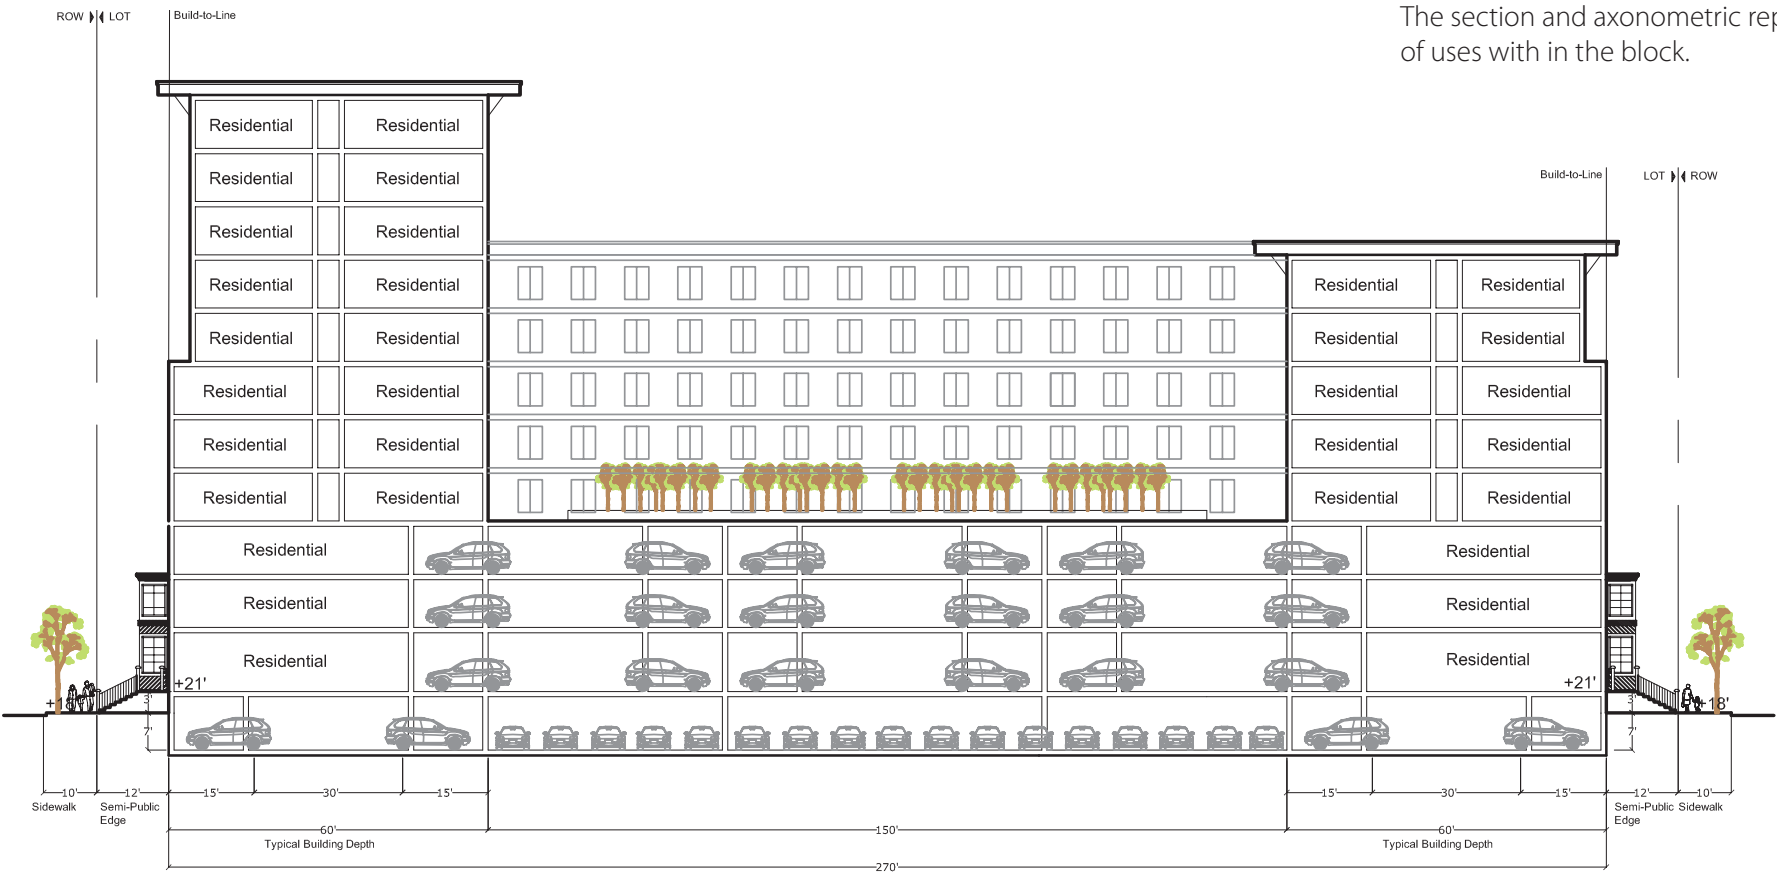 ROW LOT Build-to-Line
The section and axonometric rep
of uses with in the block.
Residential Residential
Residential Residential
Build-to-Line LOT ROW
Residential Residential
Residential Residential Residential Residential
Residential Residential Residential Residential
Residential Residential Residential Residential
Residential Residential Residential Residential
Residential Residential Residential Residential
Residential Residential
Residential Residential
Residential Residential
+21' +21'
3' 3' +18'
7' 7'
10' 12' 15' 30' 15' 15' 30' 15' 12' 10'
Sidewalk Semi-Public Edge Semi-Public Edge Sidewalk
60' 150' 60'
Typical Building Depth Typical Building Depth
270'